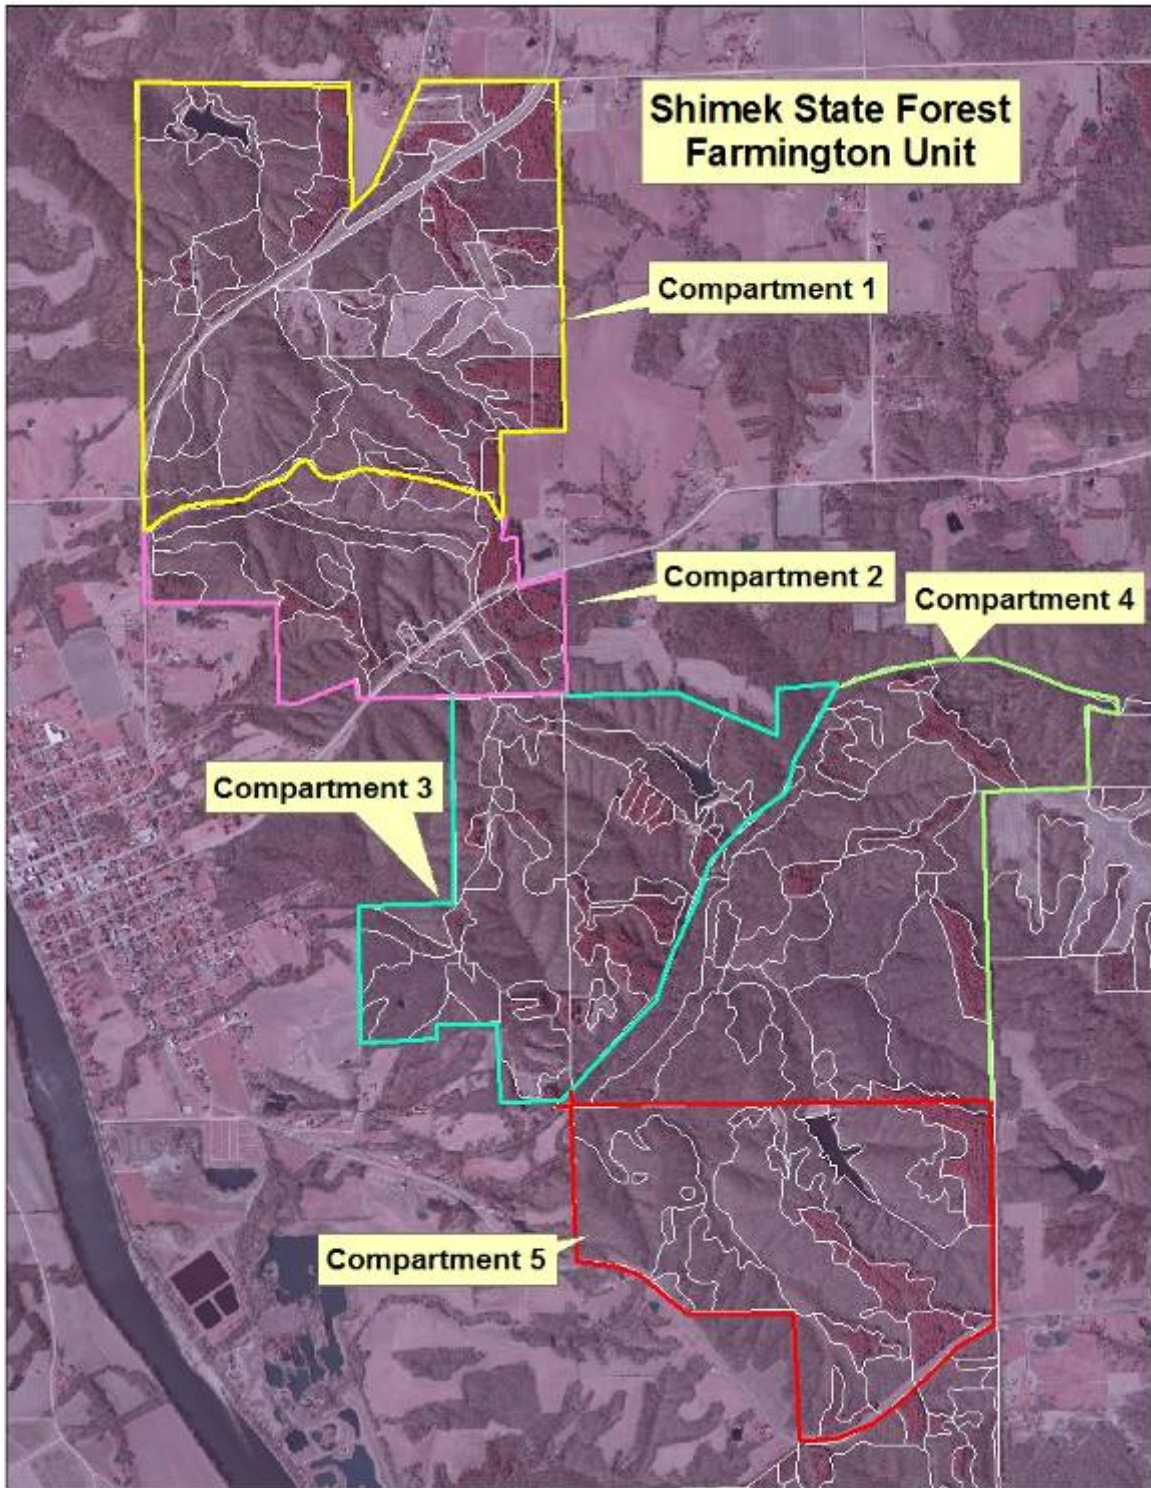 Shimek State Forest
Farmington Unit
Compartment 1
Compartment 2
Compartment 4
Compartment 3
Compartment 5